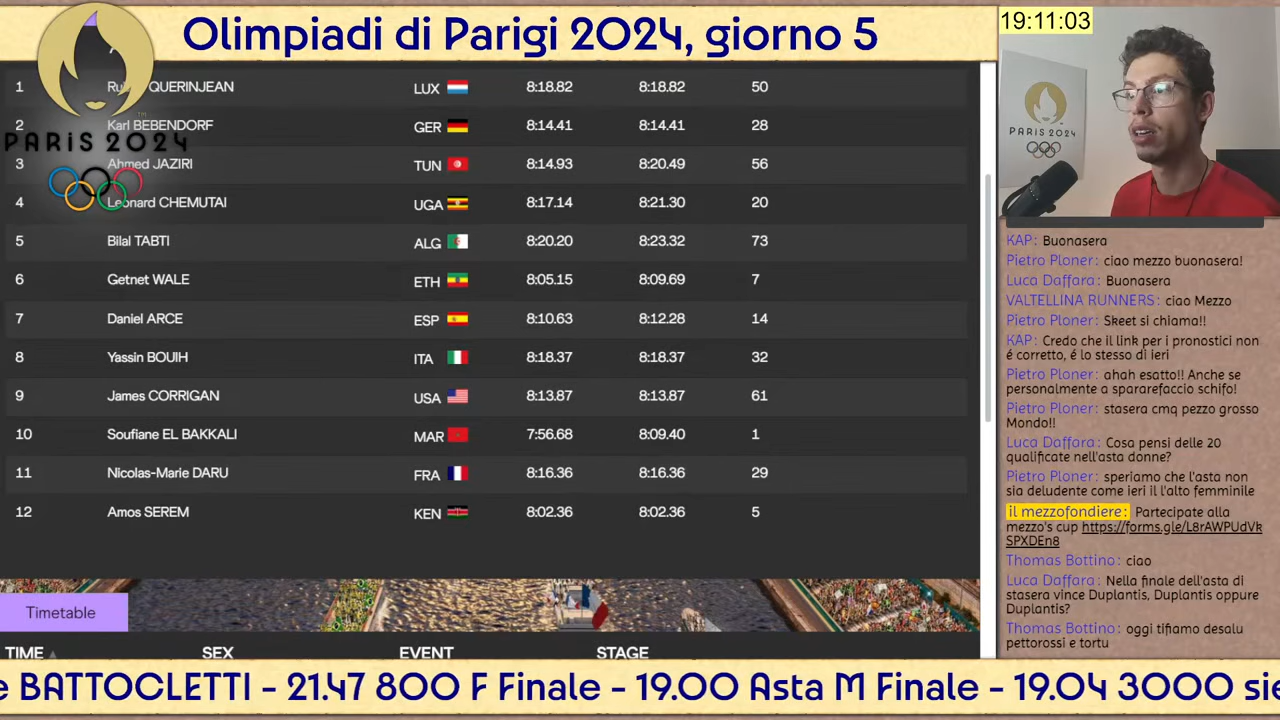 Olimpiadi di Parigi 2024, giorno 5
19:11:03
PARIS 2024
PARIS 2024
1 QUERINJEAN LUX 8:18.82 8:18.82 50
2 Karl BEBENDORF GER 8:14.41 8:14.41 28
3 Ahmed JAZIRI TUN 8:14.93 8:20.49 56
4 Leonard CHEMUTAI UGA 8:17.14 8:21.30 20
5 Bilal TABTI ALG 8:20.20 8:23.32 73
6 Getnet WALE ETH 8:05.15 8:09.69 7
7 Daniel ARCE ESP 8:10.63 8:12.28 14
8 Yassin BOUIH ITA 8:18.37 8:18.37 32
9 James CORRIGAN USA 8:13.87 8:13.87 61
10 Soufiane EL BAKKALI MAR 7:56.68 8:09.40 1
11 Nicolas-Marie DARU FRA 8:16.36 8:16.36 29
12 Amos SEREM KEN 8:02.36 8:02.36 5
Timetable
TIME SEX EVENT STAGE
KAP: Buonasera
Pietro Ploner: ciao mezzo buonasera!
Luca Daffara: Buonasera
VALTELLINA RUNNERS: ciao Mezzo
Pietro Ploner: Skeet si chiama!!
KAP: Credo che il link per i pronostici non
é corretto, é lo stesso di ieri
Pietro Ploner: ahah esatto!! Anche se
personalmente a spararefaccio schifo!
Pietro Ploner: stasera cmq pezzo grosso
Mondo!!
Luca Daffara: Cosa pensi delle 20
qualificate nell'asta donne?
Pietro Ploner: speriamo che l'asta non
sia deludente come ieri il l'alto femminile
il mezzofondiere: Partecipate alla
mezzo's cup https://forms.gle/L8rAWPUdVk
SPXDEn8
Thomas Bottino: ciao
Luca Daffara: Nella finale dell'asta di
stasera vince Duplantis, Duplantis oppure
Duplantis?
Thomas Bottino: oggi tifiamo desalu
pettorossi e tortu
e BATTOCLETTI - 21.47 800 F Finale - 19.00 Asta M Finale - 19.04 3000 sie